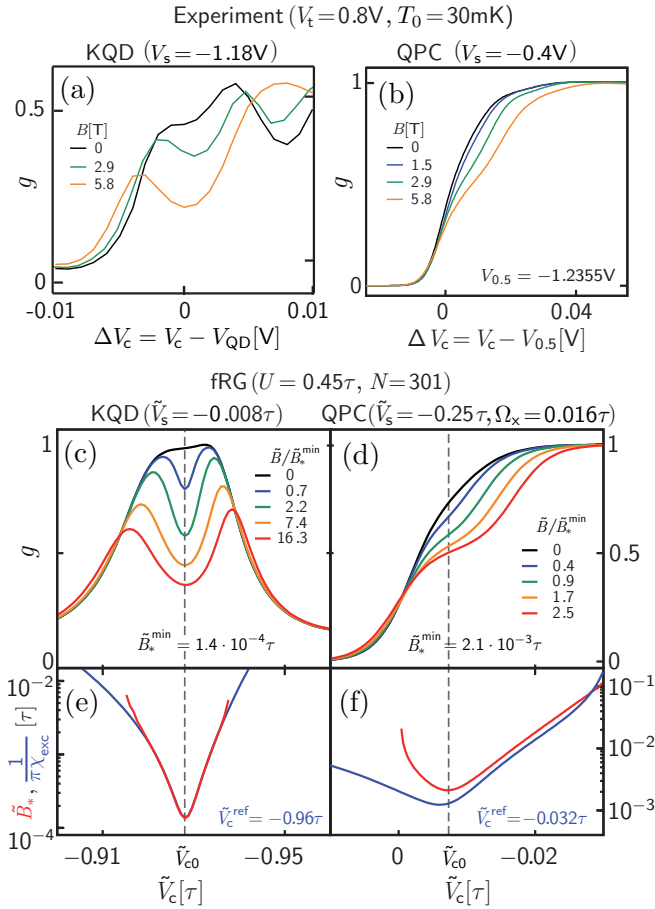 Experiment (V_t=0.8V, T_0=30mK)
KQD (V_s=−1.18V)
QPC (V_s=−0.4V)
(a)
B[T]
0
2.9
5.8
0.5
0
g
-0.01
0
0.01
ΔV_c = V_c − V_QD[V]
(b)
B[T]
0
1.5
2.9
5.8
1
0
g
V_0.5 = −1.2355V
0
0.04
ΔV_c = V_c − V_0.5[V]
fRG(U = 0.45τ, N=301)
KQD(Ṽ_s=−0.008τ)
QPC(Ṽ_s=−0.25τ, Ω_x=0.016τ)
(c)
B̃/B̃_*^min
0
0.7
2.2
7.4
16.3
1
g
0
B̃_*^min = 1.4 · 10^−4τ
(d)
B̃/B̃_*^min
0
0.4
0.9
1.7
2.5
1
0.5
0
B̃_*^min = 2.1 · 10^−3τ
(e)
10^−2
10^−4
B̃_*, 1/πχ_exc [τ]
Ṽ_c^ref = −0.96τ
−0.91
Ṽ_c0
−0.95
Ṽ_c[τ]
(f)
10^−1
10^−2
10^−3
Ṽ_c^ref = −0.032τ
0
Ṽ_c0
−0.02
Ṽ_c[τ]